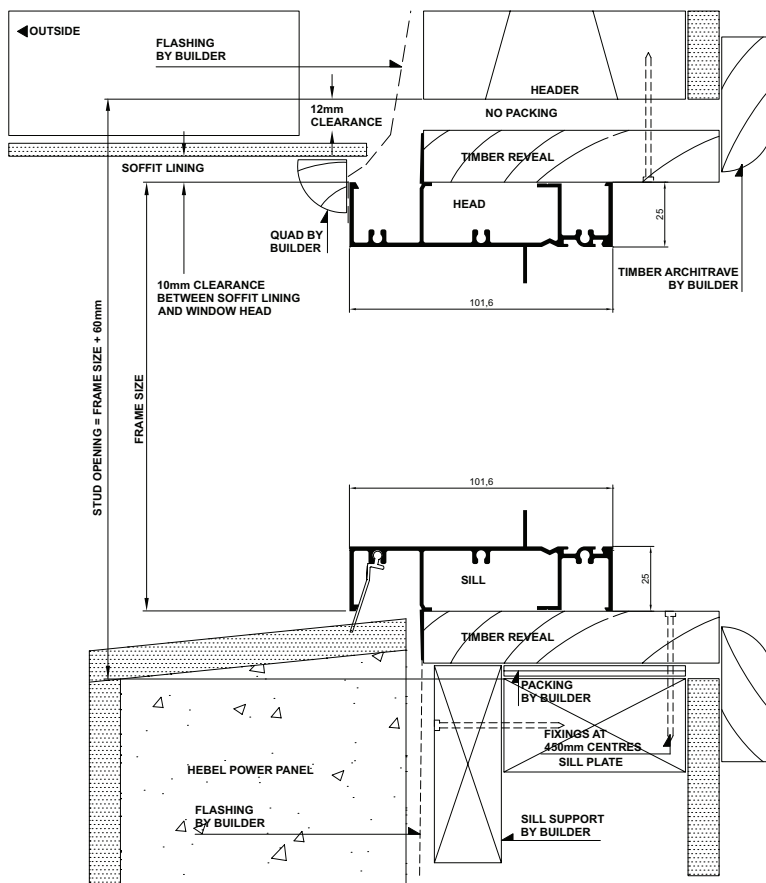 OUTSIDE
FLASHING
BY BUILDER
HEADER
12mm
CLEARANCE
NO PACKING
SOFFIT LINING
TIMBER REVEAL
HEAD
25
QUAD BY
BUILDER
TIMBER ARCHITRAVE
BY BUILDER
10mm CLEARANCE
BETWEEN SOFFIT LINING
AND WINDOW HEAD
101,6
STUD OPENING = FRAME SIZE + 60mm
FRAME SIZE
101,6
SILL
25
TIMBER REVEAL
PACKING
BY BUILDER
FIXINGS AT
450mm CENTRES
SILL PLATE
HEBEL POWER PANEL
FLASHING
BY BUILDER
SILL SUPPORT
BY BUILDER